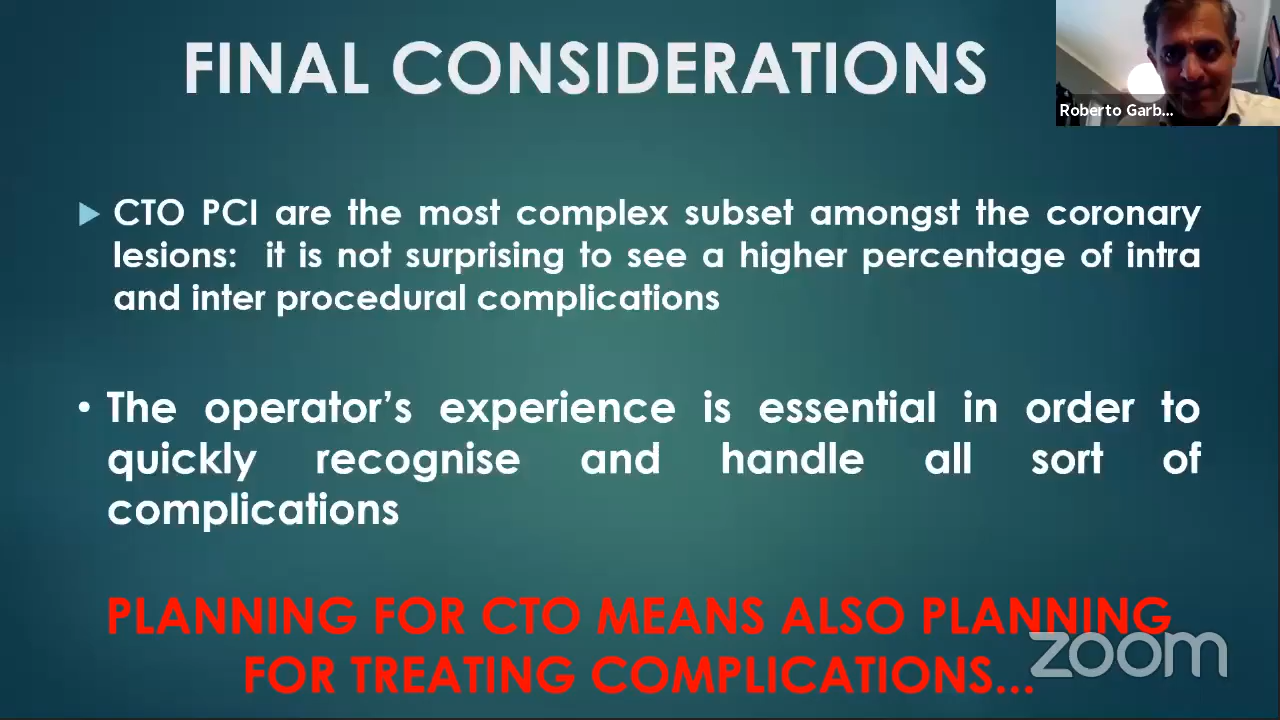 FINAL CONSIDERATIONS
Roberto Garb...
CTO PCI are the most complex subset amongst the coronary
lesions: it is not surprising to see a higher percentage of intra
and inter procedural complications
• The operator's experience is essential in order to
quickly recognise and handle all sort of
complications
PLANNING FOR CTO MEANS ALSO PLANNING
FOR TREATING COMPLICATIONS...
zoom